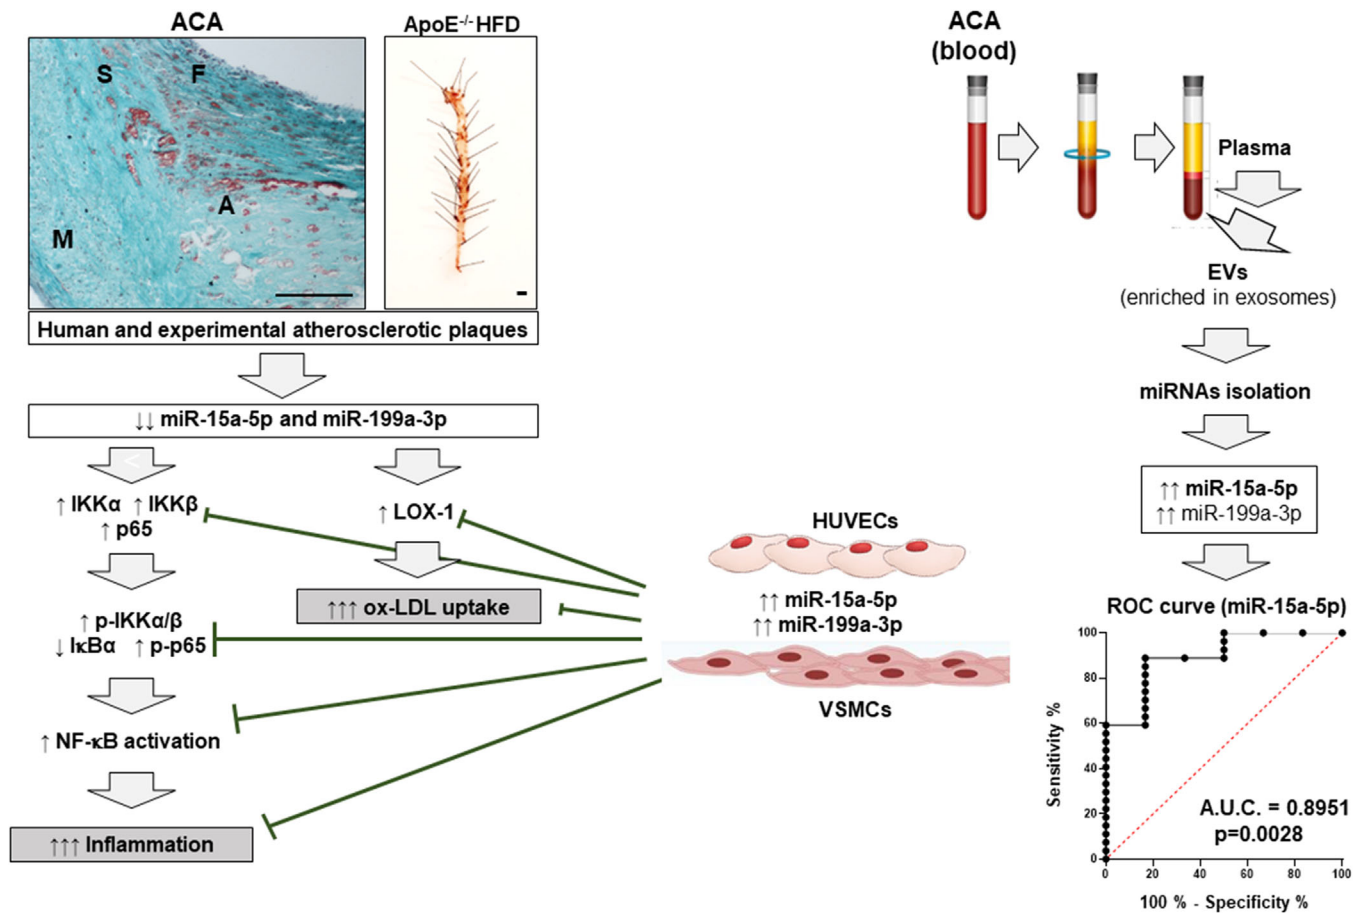 ACA
ApoE-/-HFD
S
F
A
M
Human and experimental atherosclerotic plaques
↓↓ miR-15a-5p and miR-199a-3p
<
↑ IKKα ↑ IKKβ
↑ p65
↑ LOX-1
↑↑↑ ox-LDL uptake
↑ p-IKKα/β
↓ IκBα ↑ p-p65
↑ NF-κB activation
↑↑↑ Inflammation
HUVECs
↑↑ miR-15a-5p
↑↑ miR-199a-3p
VSMCs
ACA
(blood)
Plasma
EVs
(enriched in exosomes)
miRNAs isolation
↑↑ miR-15a-5p
↑↑ miR-199a-3p
ROC curve (miR-15a-5p)
Sensitivity %
100
80
60
40
20
0
A.U.C. = 0.8951
p=0.0028
0 20 40 60 80 100
100 % - Specificity %